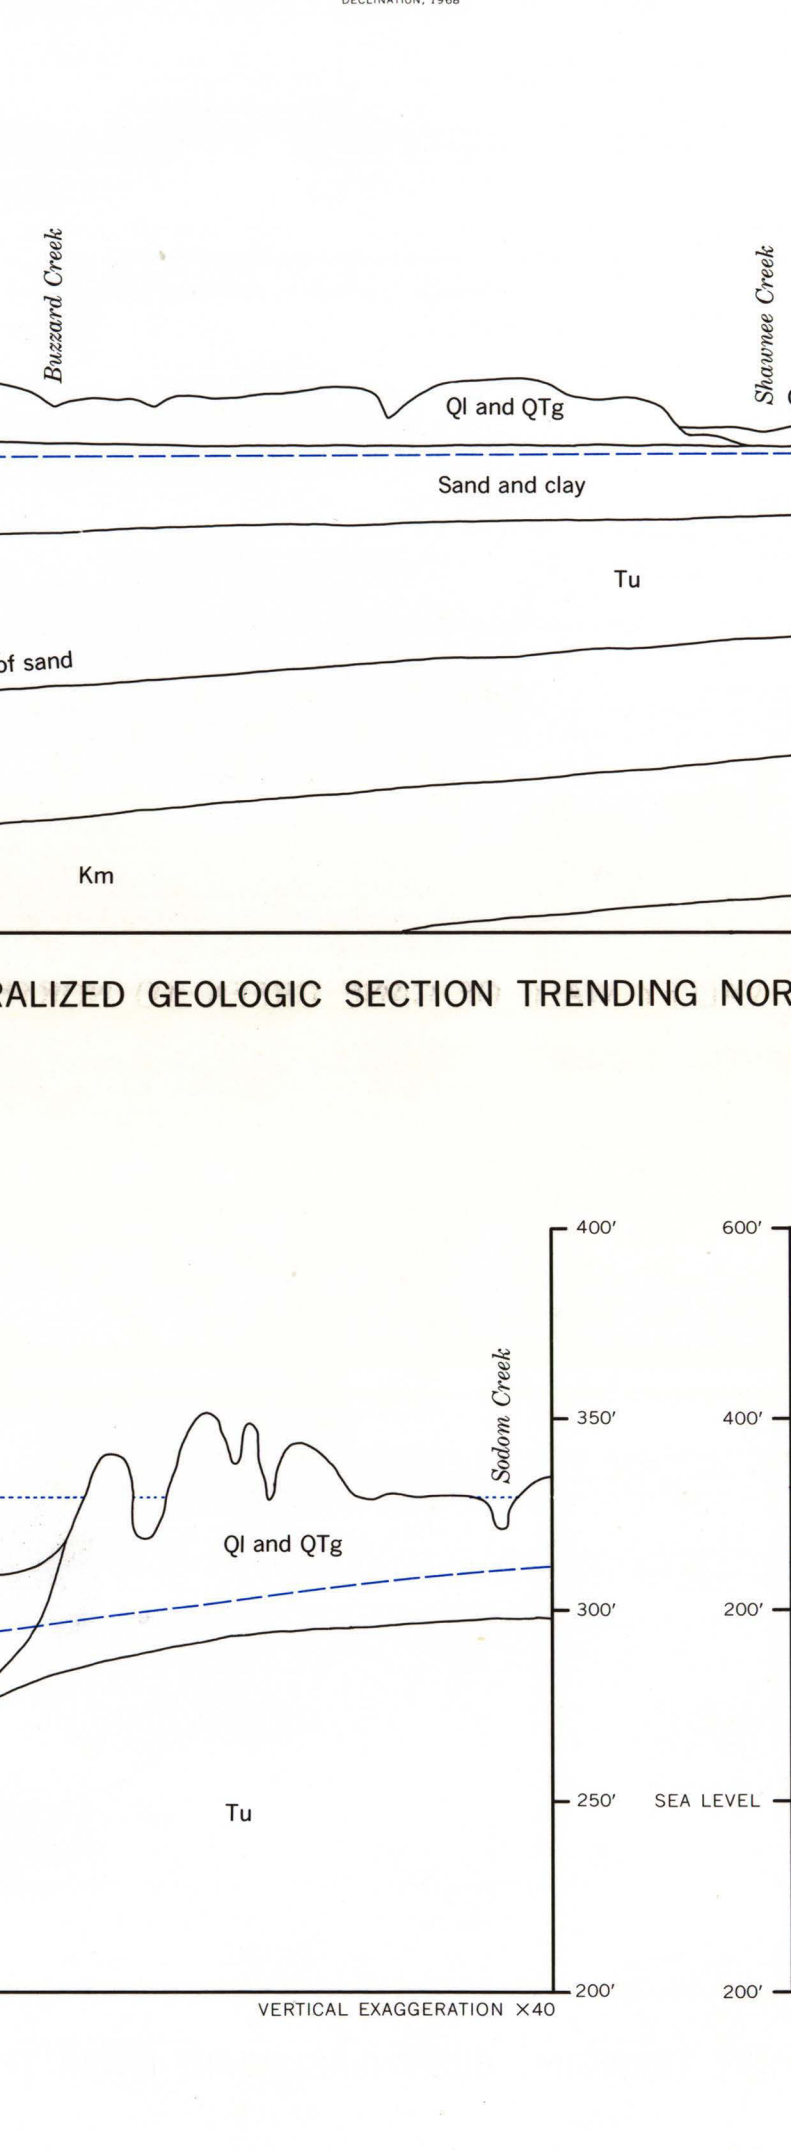 DECLINATION, 1968
Buzzard Creek
Shawnee Creek
Ql and QTg
Sand and clay
Tu
of sand
Km
RALIZED GEOLOGIC SECTION TRENDING NOR
400'
600'
Sodom Creek
350'
400'
Ql and QTg
300'
200'
Tu
250'
SEA LEVEL
200'
200'
VERTICAL EXAGGERATION ×40